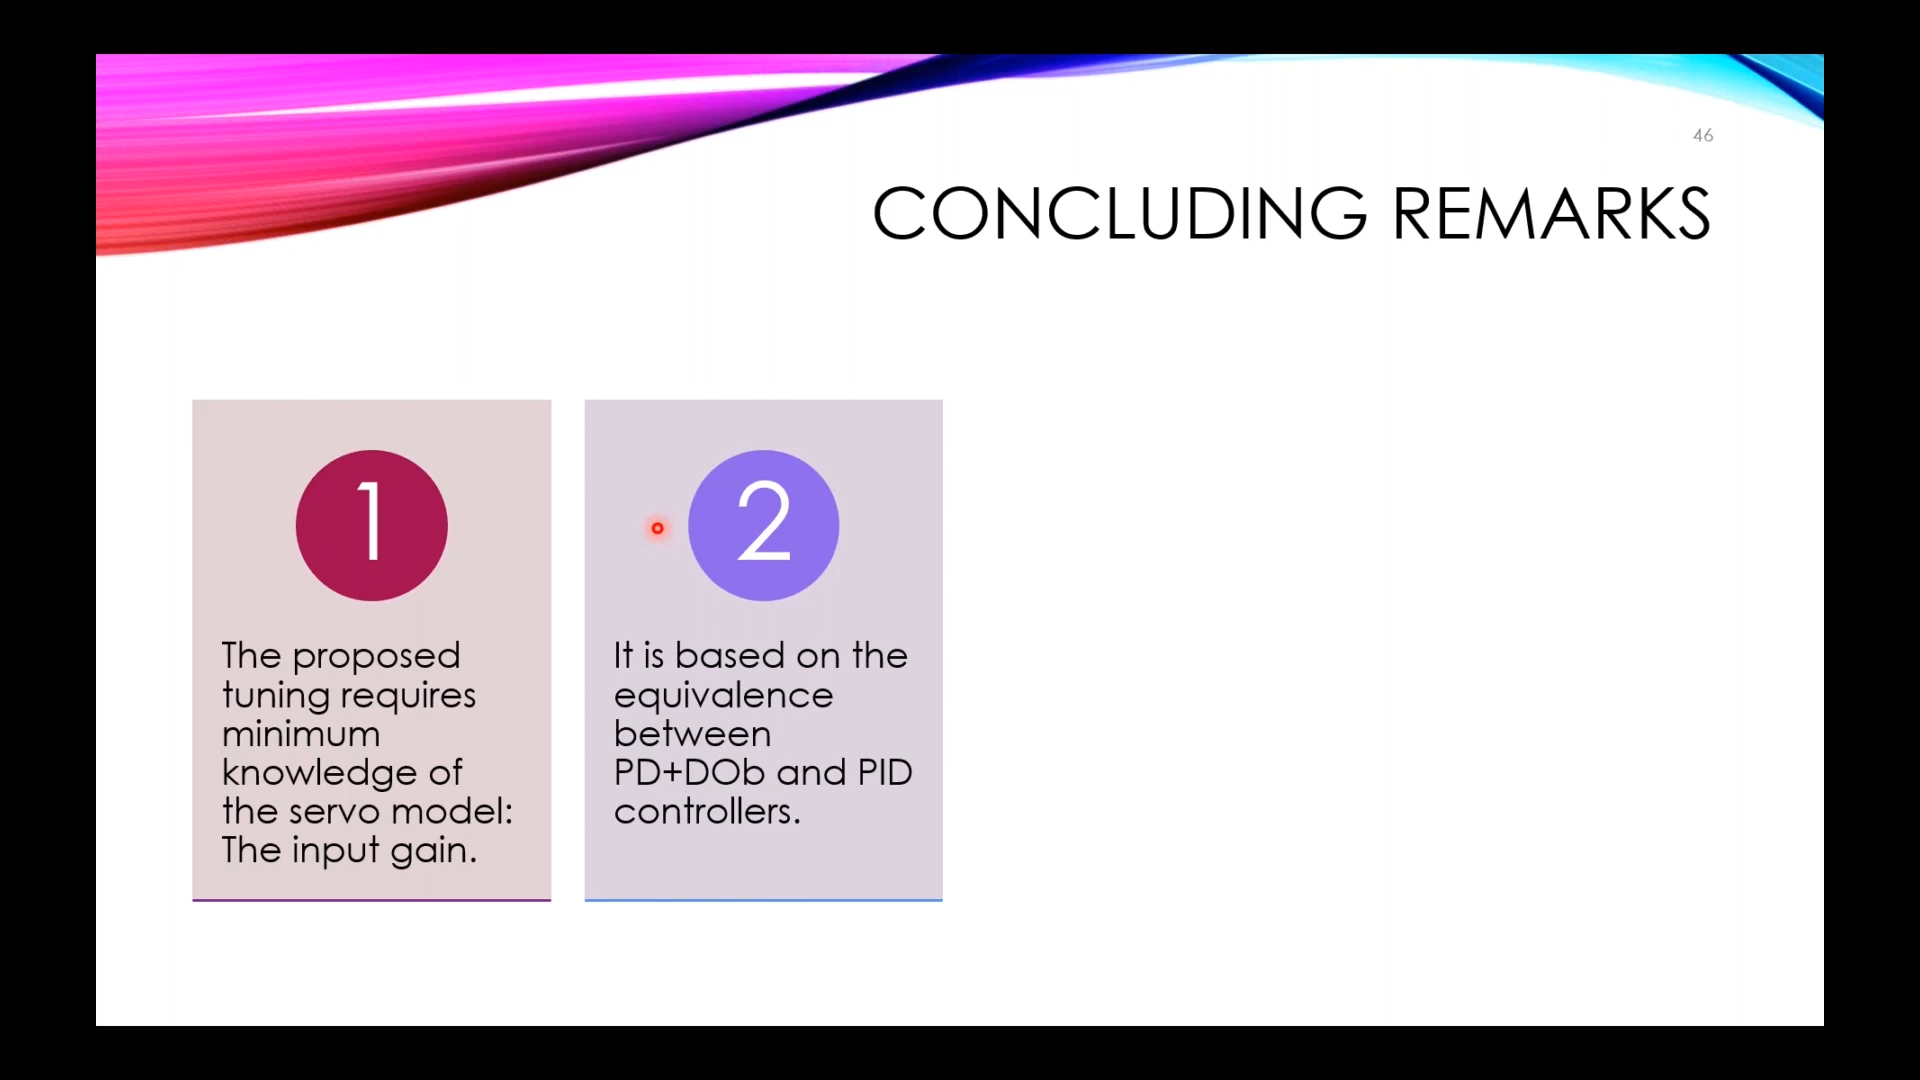 46
CONCLUDING REMARKS
1
The proposed
tuning requires
minimum
knowledge of
the servo model:
The input gain.
2
It is based on the
equivalence
between
PD+DOb and PID
controllers.